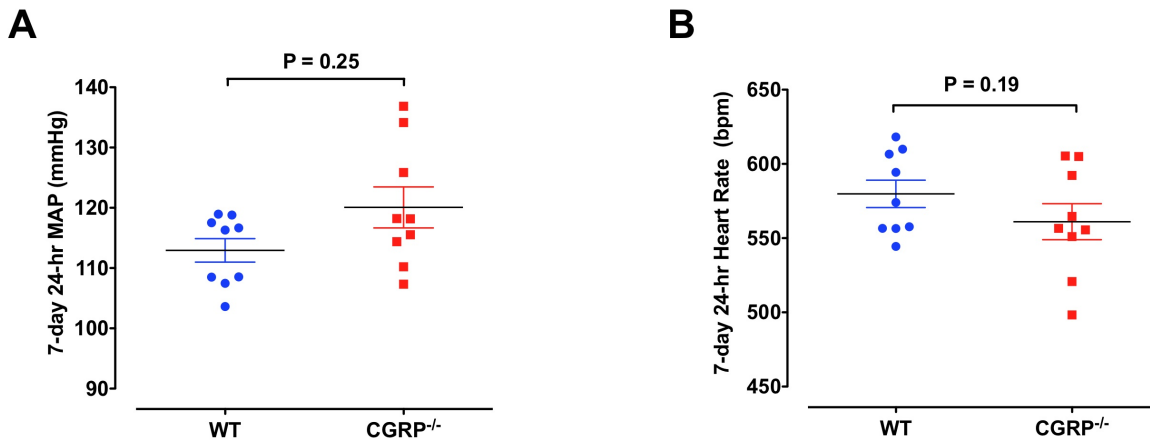 A
P = 0.25
7-day 24-hr MAP (mmHg)
140
130
120
110
100
90
WT
CGRP-/-
B
P = 0.19
7-day 24-hr Heart Rate (bpm)
650
600
550
500
450
WT
CGRP-/-